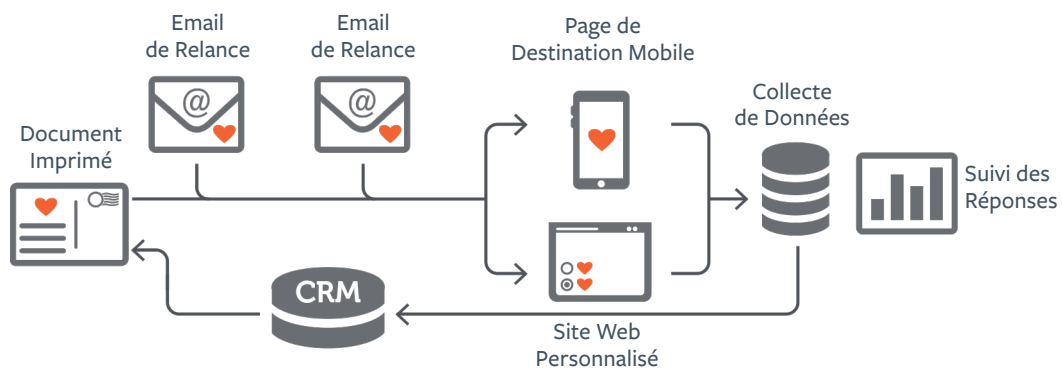 Email
de Relance
Email
de Relance
Page de
Destination Mobile
Collecte
de Données
Document
Imprimé
@
@
Suivi des
Réponses
CRM
Site Web
Personnalisé